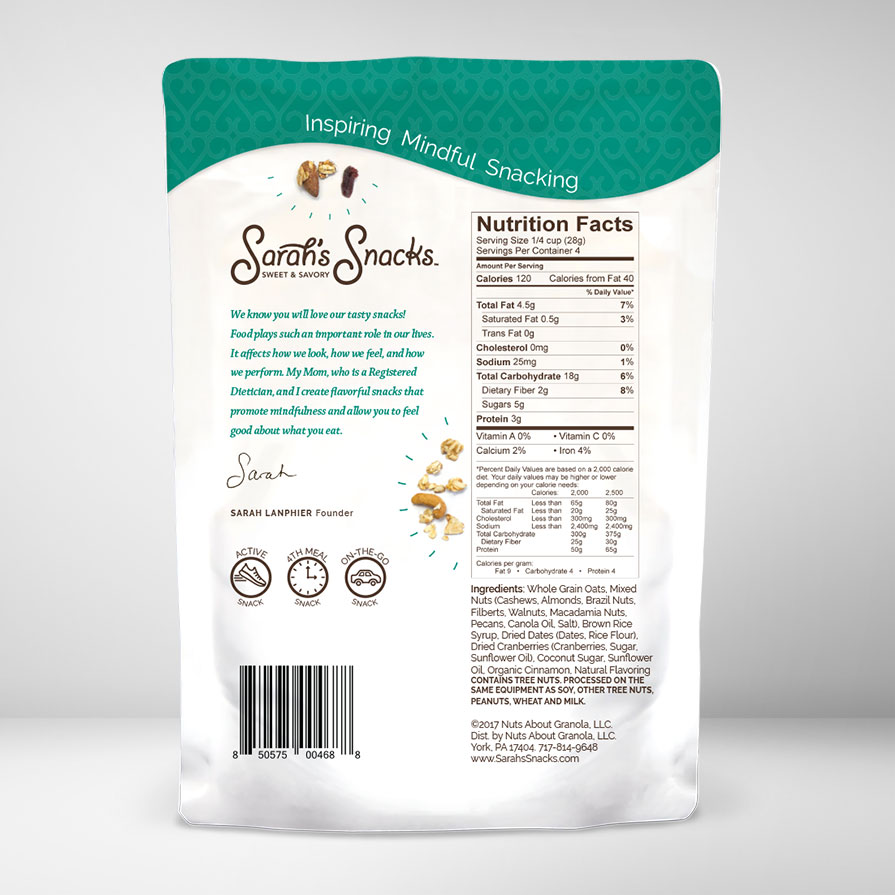 Inspiring Mindful Snacking
Sarah's Snacks™
SWEET & SAVORY
We know you will love our tasty snacks!
Food plays such an important role in our lives.
It affects how we look, how we feel, and how
we perform. My Mom, who is a Registered
Dietician, and I create flavorful snacks that
promote mindfulness and allow you to feel
good about what you eat.
Sarah
SARAH LANPHIER Founder
ACTIVE
SNACK
4TH MEAL
SNACK
ON-THE-GO
SNACK
8 50575 00468 8
Nutrition Facts
Serving Size 1/4 cup (28g)
Servings Per Container 4
Amount Per Serving
Calories 120 Calories from Fat 40
% Daily Value*
Total Fat 4.5g 7%
Saturated Fat 0.5g 3%
Trans Fat 0g
Cholesterol 0mg 0%
Sodium 25mg 1%
Total Carbohydrate 18g 6%
Dietary Fiber 2g 8%
Sugars 5g
Protein 3g
Vitamin A 0% • Vitamin C 0%
Calcium 2% • Iron 4%
*Percent Daily Values are based on a 2,000 calorie
diet. Your daily values may be higher or lower
depending on your calorie needs:
Calories: 2,000 2,500
Total Fat Less than 65g 80g
Saturated Fat Less than 20g 25g
Cholesterol Less than 300mg 300mg
Sodium Less than 2,400mg 2,400mg
Total Carbohydrate 300g 375g
Dietary Fiber 25g 30g
Protein 50g 65g
Calories per gram:
Fat 9 • Carbohydrate 4 • Protein 4
Ingredients: Whole Grain Oats, Mixed
Nuts (Cashews, Almonds, Brazil Nuts,
Filberts, Walnuts, Macadamia Nuts,
Pecans, Canola Oil, Salt), Brown Rice
Syrup, Dried Dates (Dates, Rice Flour),
Dried Cranberries (Cranberries, Sugar,
Sunflower Oil), Coconut Sugar, Sunflower
Oil, Organic Cinnamon, Natural Flavoring
CONTAINS TREE NUTS. PROCESSED ON THE
SAME EQUIPMENT AS SOY, OTHER TREE NUTS,
PEANUTS, WHEAT AND MILK.
©2017 Nuts About Granola, LLC.
Dist. by Nuts About Granola, LLC.
York, PA 17404. 717-814-9648
www.SarahsSnacks.com